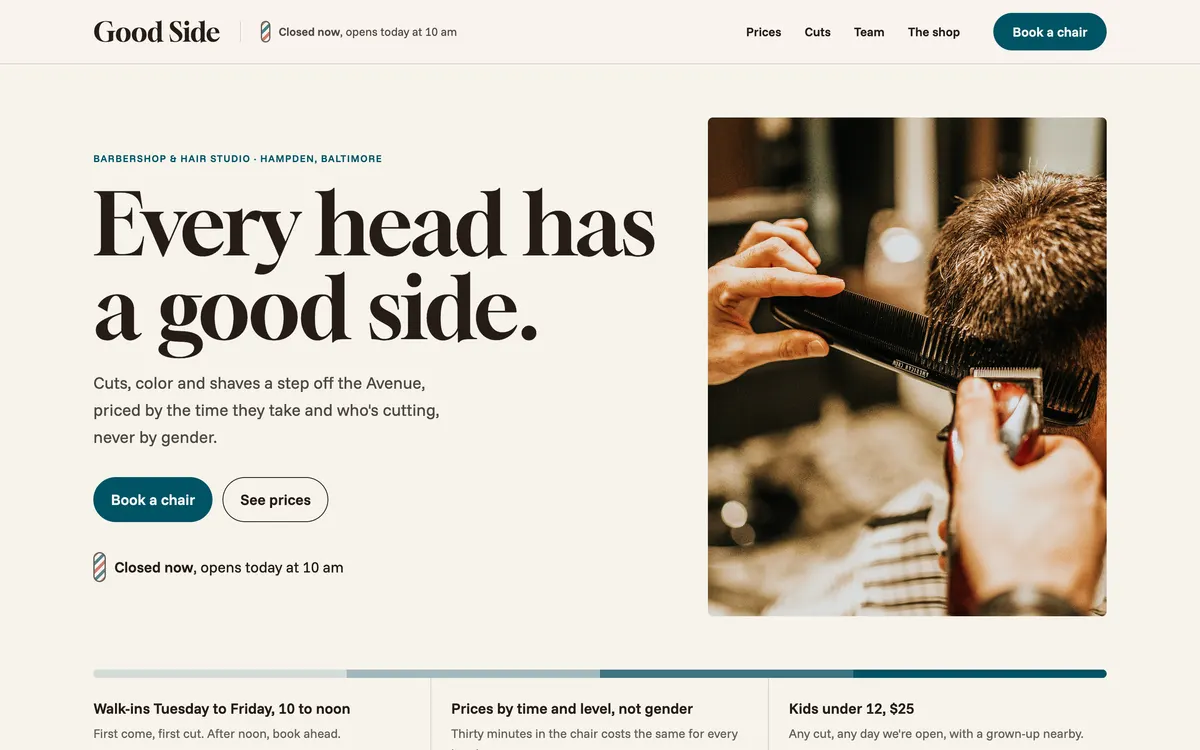 Good Side
Closed now, opens today at 10 am
Prices
Cuts
Team
The shop
Book a chair
BARBERSHOP & HAIR STUDIO · HAMPDEN, BALTIMORE
Every head has
a good side.
Cuts, color and shaves a step off the Avenue,
priced by the time they take and who's cutting,
never by gender.
Book a chair
See prices
Closed now, opens today at 10 am
Walk-ins Tuesday to Friday, 10 to noon
First come, first cut. After noon, book ahead.
Prices by time and level, not gender
Thirty minutes in the chair costs the same for every
Kids under 12, $25
Any cut, any day we're open, with a grown-up nearby.